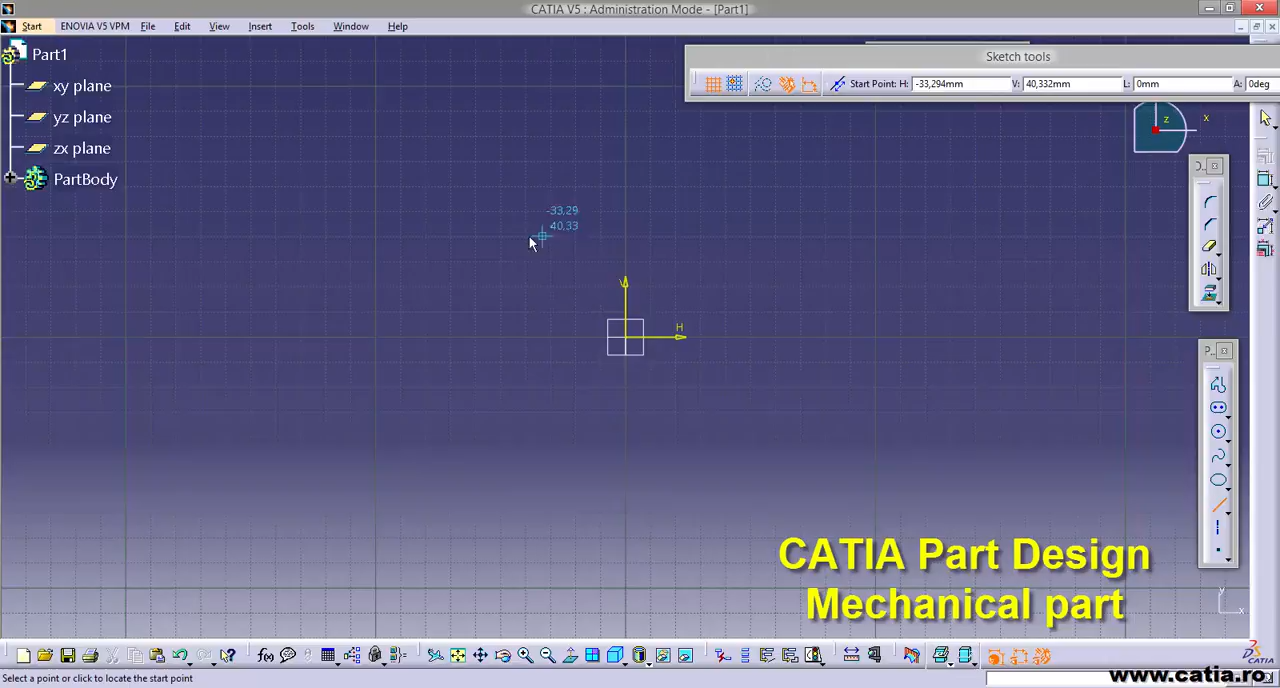 CATIA V5 : Administration Mode - [Part1]
Start ENOVIA V5 VPM File Edit View Insert Tools Window Help
Part1
xy plane
yz plane
zx plane
PartBody
Sketch tools
Start Point: H: -33,294mm V: 40,332mm L: 0mm A: 0deg
z x
D..
-33,29
40,33
V
H
P..
CATIA Part Design
Mechanical part
y
x
f(x)
CATIA
Select a point or click to locate the start point
www.catia.ro